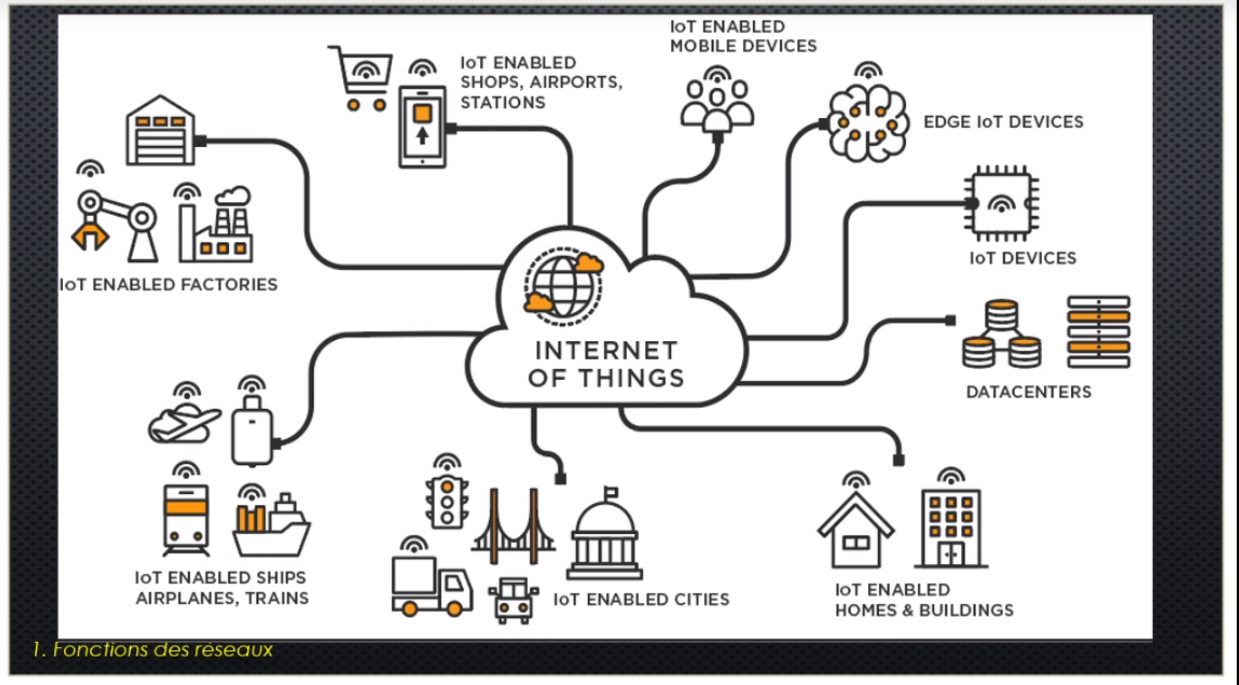 IoT ENABLED
MOBILE DEVICES
IoT ENABLED
SHOPS, AIRPORTS,
STATIONS
EDGE IoT DEVICES
IoT DEVICES
IoT ENABLED FACTORIES
INTERNET
OF THINGS
DATACENTERS
IoT ENABLED SHIPS
AIRPLANES, TRAINS
IoT ENABLED CITIES
IoT ENABLED
HOMES & BUILDINGS
1. Fonctions des réseaux